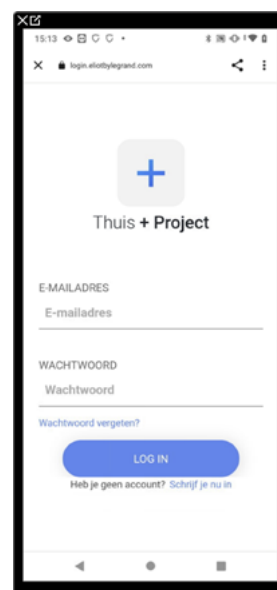 15:13
login.eliotbylegrand.com
Thuis + Project
E-MAILADRES
E-mailadres
WACHTWOORD
Wachtwoord
Wachtwoord vergeten?
LOG IN
Heb je geen account? Schrijf je nu in